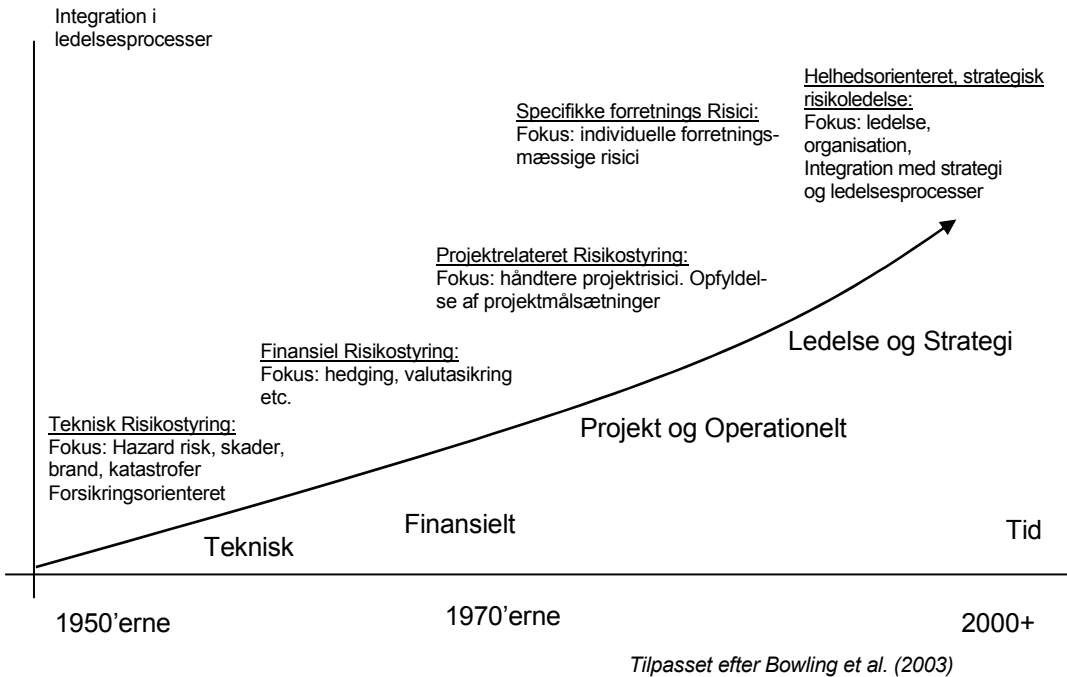 Integration i
ledelsesprocesser
Helhedsorienteret, strategisk
risikoledelse:
Fokus: ledelse,
organisation,
Integration med strategi
og ledelsesprocesser
Specifikke forretnings Risici:
Fokus: individuelle forretnings-
mæssige risici
Projektrelateret Risikostyring:
Fokus: håndtere projektrisici. Opfyldel-
se af projektmålsætninger
Finansiel Risikostyring:
Fokus: hedging, valutasikring
etc.
Teknisk Risikostyring:
Fokus: Hazard risk, skader,
brand, katastrofer
Forsikringsorienteret
Ledelse og Strategi
Projekt og Operationelt
Finansielt
Teknisk
Tid
1950’erne
1970’erne
2000+
Tilpasset efter Bowling et al. (2003)